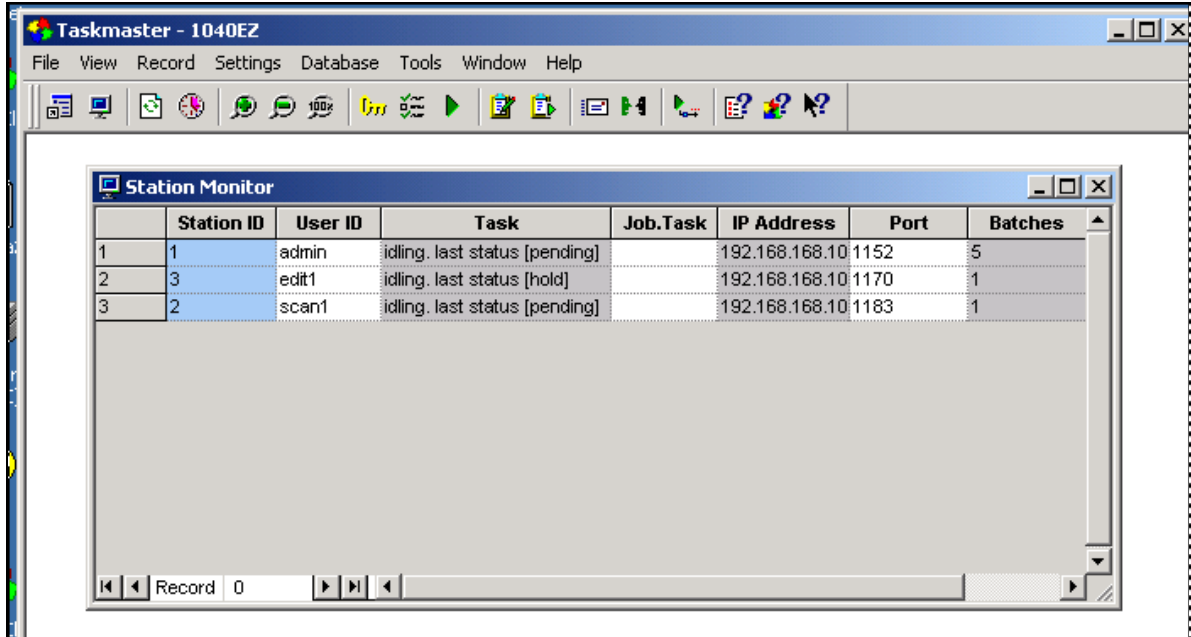 Taskmaster - 1040EZ
File View Record Settings Database Tools Window Help
100%
Station Monitor
Station ID User ID Task Job.Task IP Address Port Batches
1 1 admin idling. last status [pending] 192.168.168.10 1152 5
2 3 edit1 idling. last status [hold] 192.168.168.10 1170 1
3 2 scan1 idling. last status [pending] 192.168.168.10 1183 1
Record 0